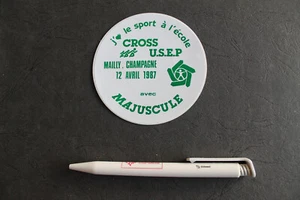 j'❤ le sport à l'école
CROSS
U.S.E.P
MAILLY. CHAMPAGNE
12 AVRIL 1987
avec
MAJUSCULE